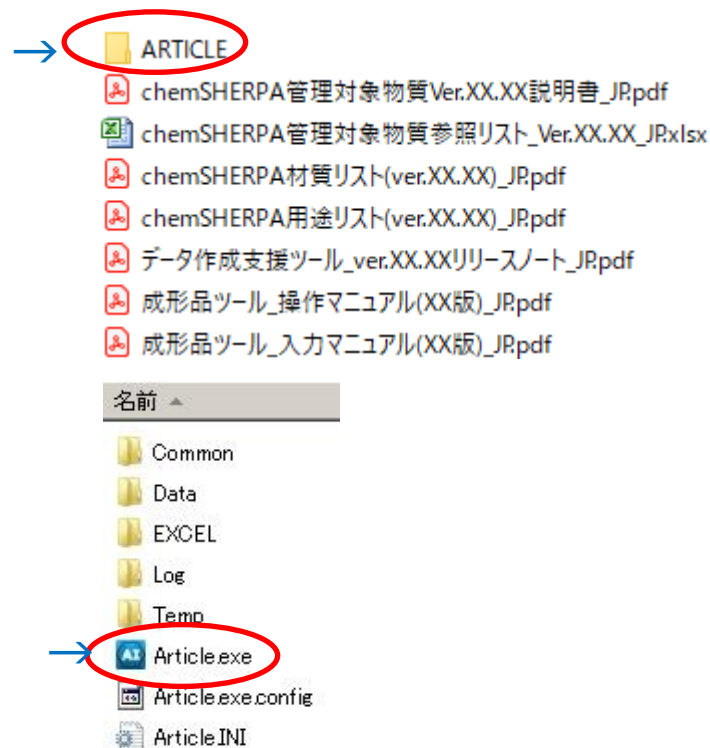 ARTICLE
chemSHERPA管理対象物質Ver.XX.XX説明書_JP.pdf
chemSHERPA管理対象物質参照リスト_Ver.XX.XX_JP.xlsx
chemSHERPA材質リスト(ver.XX.XX)_JP.pdf
chemSHERPA用途リスト(ver.XX.XX)_JP.pdf
データ作成支援ツール_ver.XX.XXリリースノート_JP.pdf
成形品ツール_操作マニュアル(XX版)_JP.pdf
成形品ツール_入力マニュアル(XX版)_JP.pdf
名前
Common
Data
EXCEL
Log
Temp
AI Article.exe
Article.exe.config
Article.INI